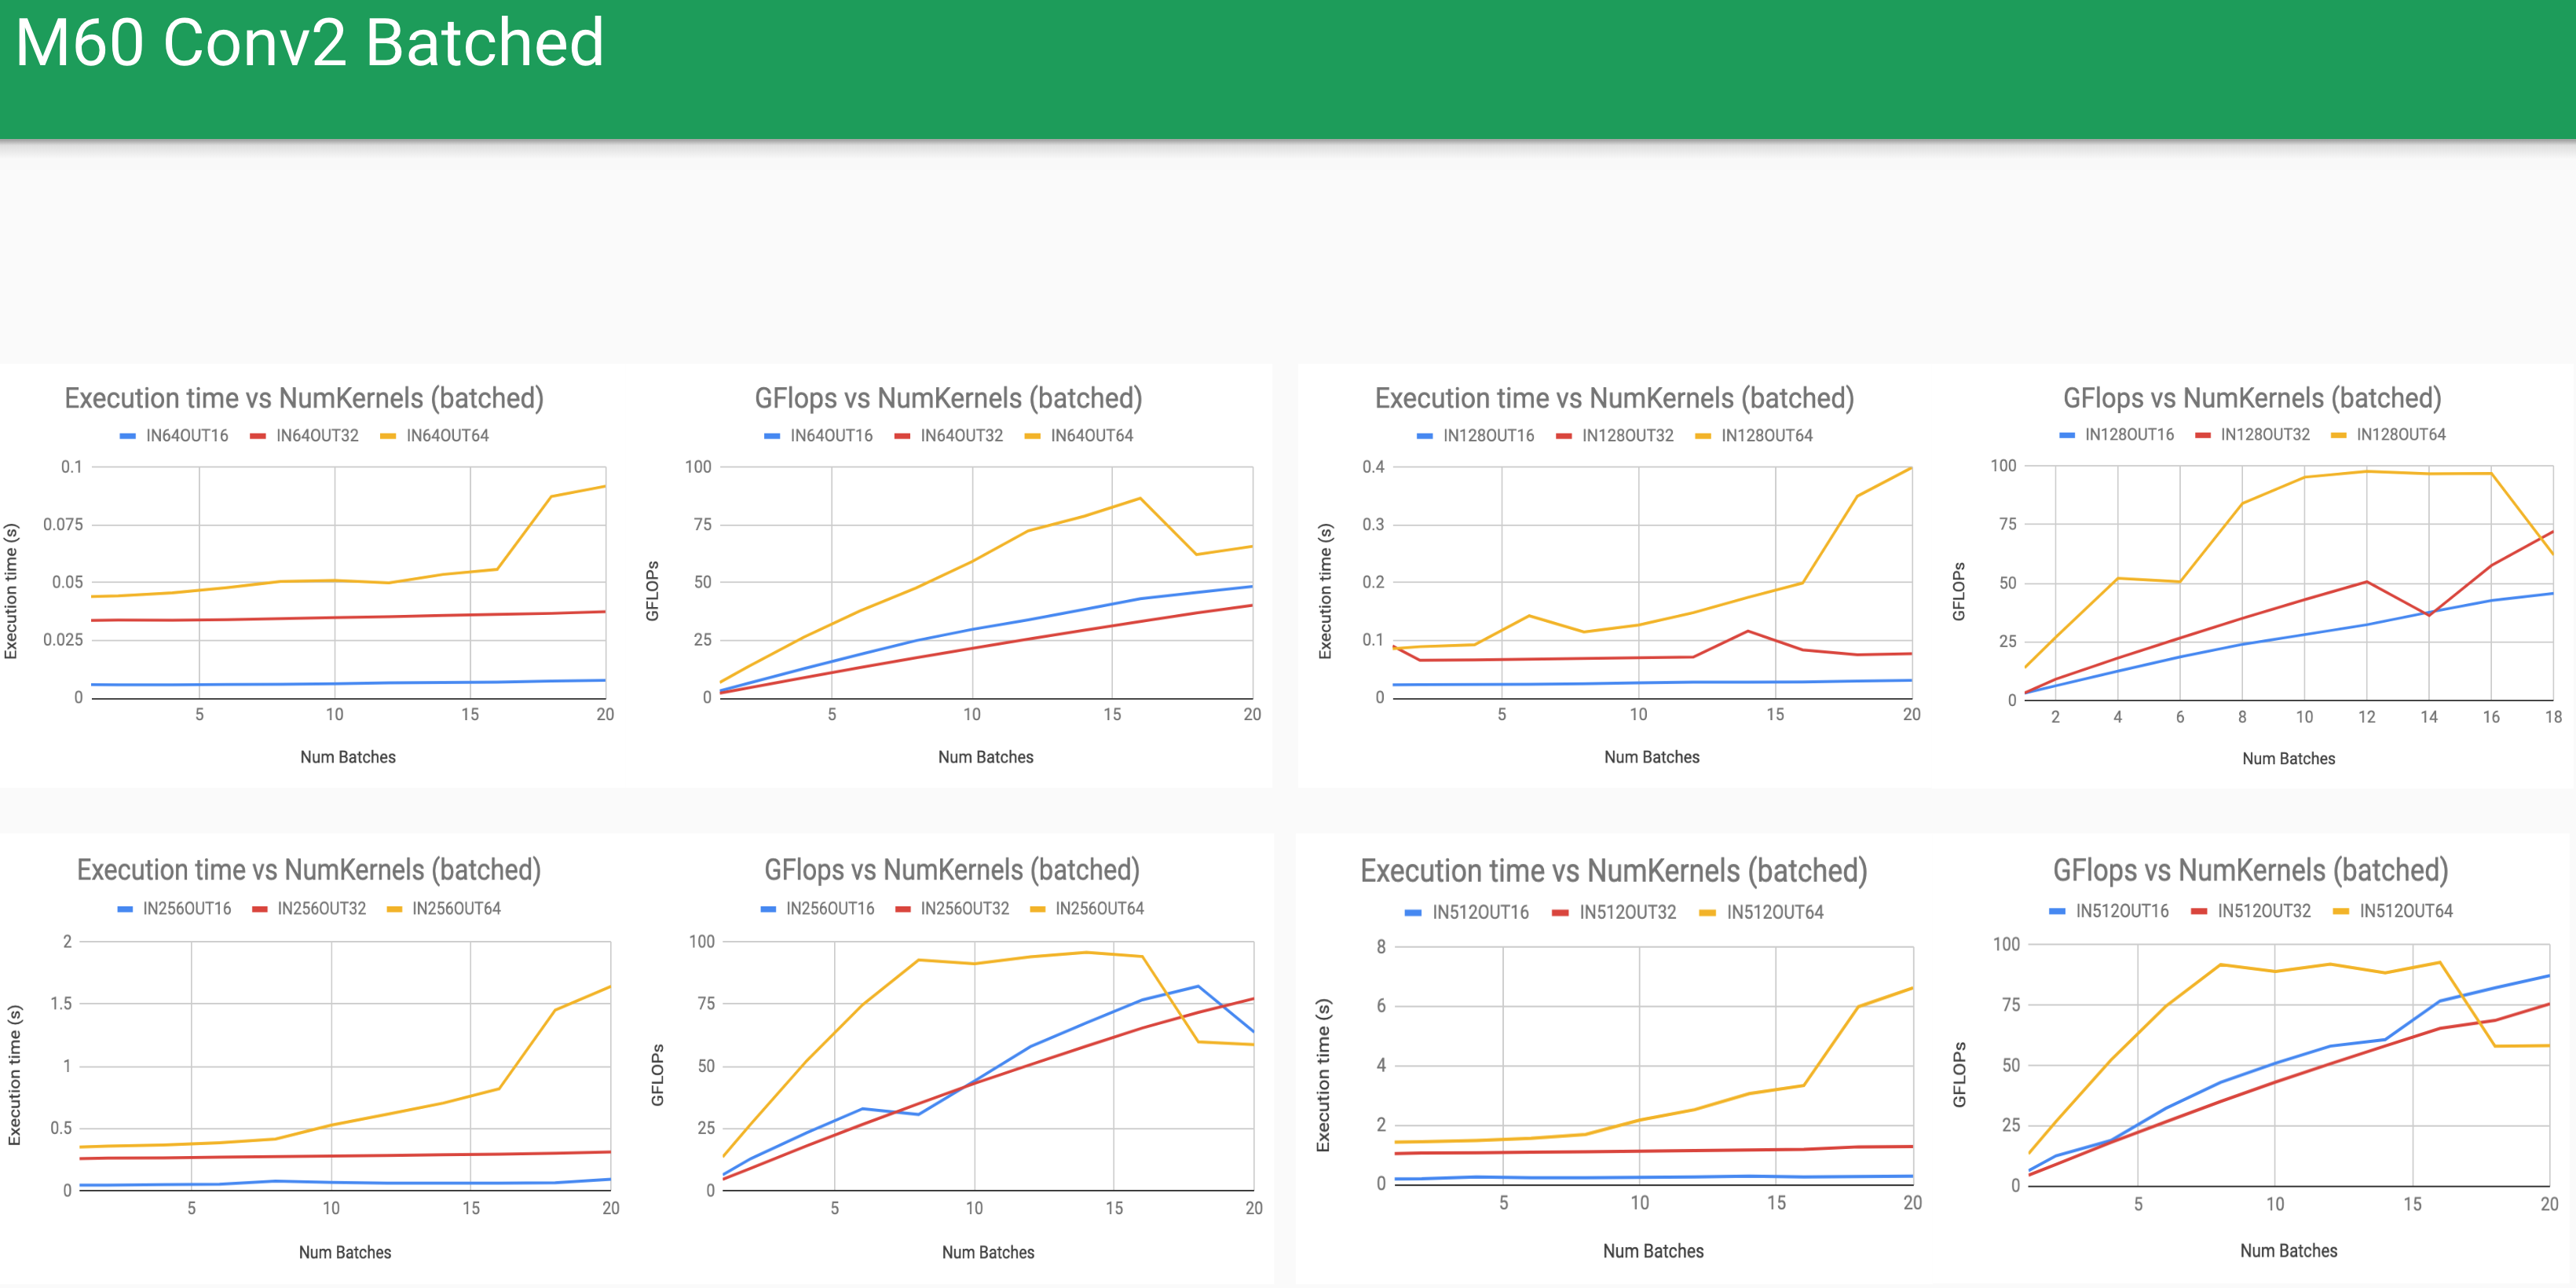 M60 Conv2 Batched
Execution time vs NumKernels (batched)
IN64OUT16 IN64OUT32 IN64OUT64
Execution time (s)
0.1
0.075
0.05
0.025
0
5 10 15 20
Num Batches
GFlops vs NumKernels (batched)
IN64OUT16 IN64OUT32 IN64OUT64
GFLOPs
100
75
50
25
0
5 10 15 20
Num Batches
Execution time vs NumKernels (batched)
IN128OUT16 IN128OUT32 IN128OUT64
Execution time (s)
0.4
0.3
0.2
0.1
0
5 10 15 20
Num Batches
GFlops vs NumKernels (batched)
IN128OUT16 IN128OUT32 IN128OUT64
GFLOPs
100
75
50
25
0
2 4 6 8 10 12 14 16 18
Num Batches
Execution time vs NumKernels (batched)
IN256OUT16 IN256OUT32 IN256OUT64
Execution time (s)
2
1.5
1
0.5
0
5 10 15 20
Num Batches
GFlops vs NumKernels (batched)
IN256OUT16 IN256OUT32 IN256OUT64
GFLOPs
100
75
50
25
0
5 10 15 20
Num Batches
Execution time vs NumKernels (batched)
IN512OUT16 IN512OUT32 IN512OUT64
Execution time (s)
8
6
4
2
0
5 10 15 20
Num Batches
GFlops vs NumKernels (batched)
IN512OUT16 IN512OUT32 IN512OUT64
GFLOPs
100
75
50
25
0
5 10 15 20
Num Batches